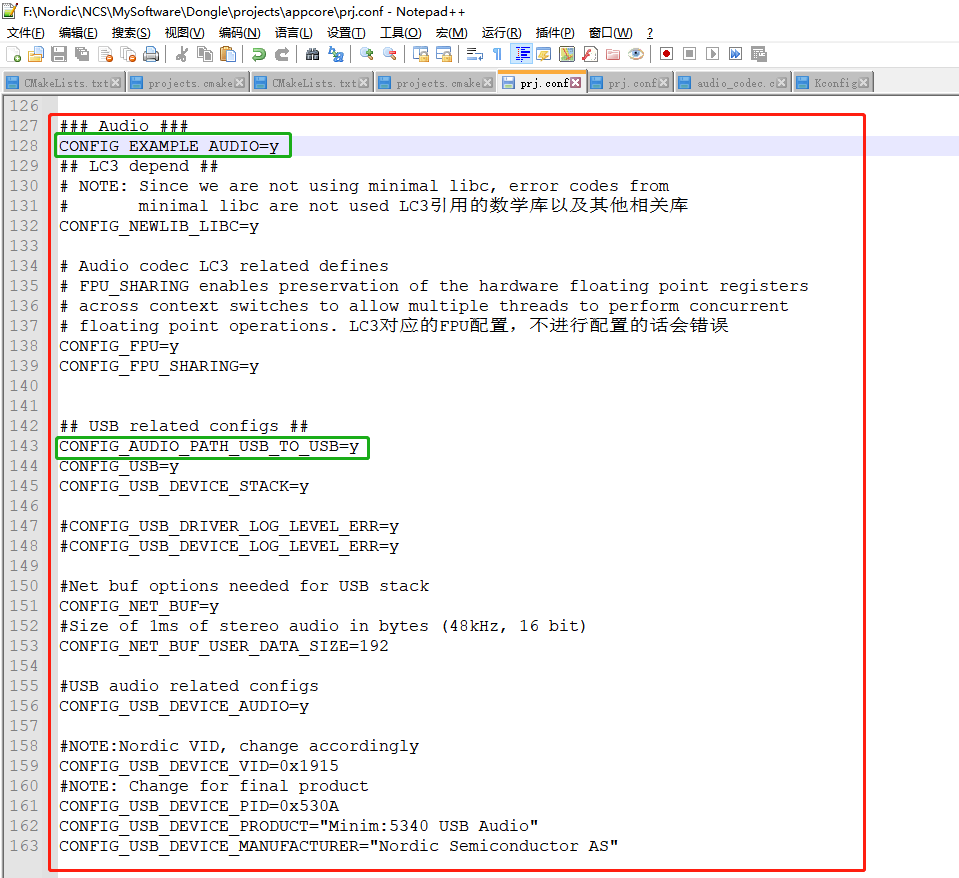 F:\Nordic\NCS\MySoftware\Dongle\projects\appcore\prj.conf - Notepad++
文件(F) 编辑(E) 搜索(S) 视图(V) 编码(N) 语言(L) 设置(T) 工具(O) 宏(M) 运行(R) 插件(P) 窗口(W) ?
CMakeLists.txt projects.cmake CMakeLists.txt projects.cmake prj.conf prj.conf audio_codec.c Kconfig
126
127 ### Audio ###
128 CONFIG_EXAMPLE_AUDIO=y
129 ## LC3 depend ##
130 # NOTE: Since we are not using minimal libc, error codes from
131 #       minimal libc are not used LC3引用的数学库以及其他相关库
132 CONFIG_NEWLIB_LIBC=y
133
134 # Audio codec LC3 related defines
135 # FPU_SHARING enables preservation of the hardware floating point registers
136 # across context switches to allow multiple threads to perform concurrent
137 # floating point operations. LC3对应的FPU配置，不进行配置的话会错误
138 CONFIG_FPU=y
139 CONFIG_FPU_SHARING=y
140
141
142 ## USB related configs ##
143 CONFIG_AUDIO_PATH_USB_TO_USB=y
144 CONFIG_USB=y
145 CONFIG_USB_DEVICE_STACK=y
146
147 #CONFIG_USB_DRIVER_LOG_LEVEL_ERR=y
148 #CONFIG_USB_DEVICE_LOG_LEVEL_ERR=y
149
150 #Net buf options needed for USB stack
151 CONFIG_NET_BUF=y
152 #Size of 1ms of stereo audio in bytes (48kHz, 16 bit)
153 CONFIG_NET_BUF_USER_DATA_SIZE=192
154
155 #USB audio related configs
156 CONFIG_USB_DEVICE_AUDIO=y
157
158 #NOTE:Nordic VID, change accordingly
159 CONFIG_USB_DEVICE_VID=0x1915
160 #NOTE: Change for final product
161 CONFIG_USB_DEVICE_PID=0x530A
162 CONFIG_USB_DEVICE_PRODUCT="Minim:5340 USB Audio"
163 CONFIG_USB_DEVICE_MANUFACTURER="Nordic Semiconductor AS"